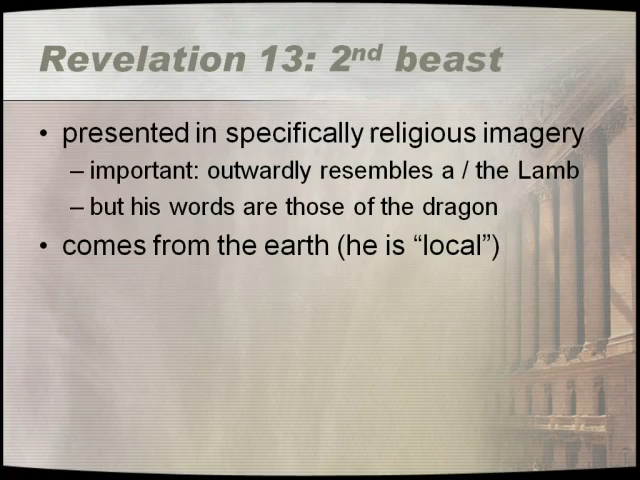 Revelation 13: 2nd beast
• presented in specifically religious imagery
– important: outwardly resembles a / the Lamb
– but his words are those of the dragon
• comes from the earth (he is “local”)